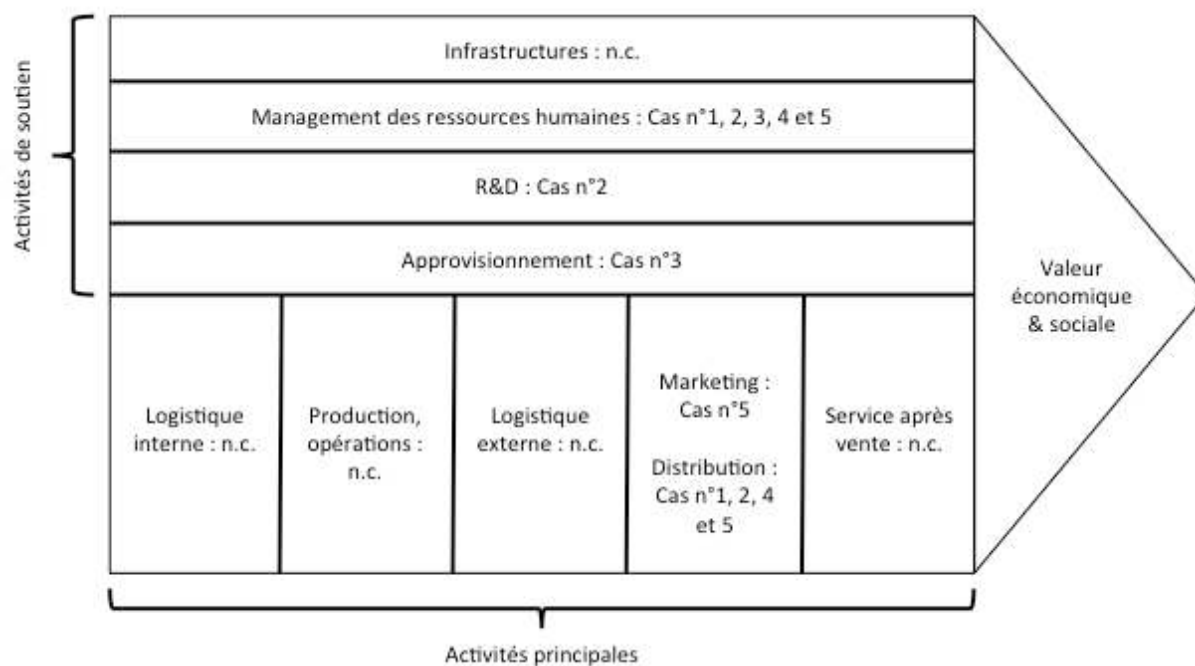 Activités de soutien
Infrastructures : n.c.
Management des ressources humaines : Cas n°1, 2, 3, 4 et 5
R&D : Cas n°2
Approvisionnement : Cas n°3
Logistique
interne : n.c.
Production,
opérations :
n.c.
Logistique
externe : n.c.
Marketing :
Cas n°5
Distribution :
Cas n°1, 2, 4
et 5
Service après
vente : n.c.
Valeur
économique
& sociale
Activités principales